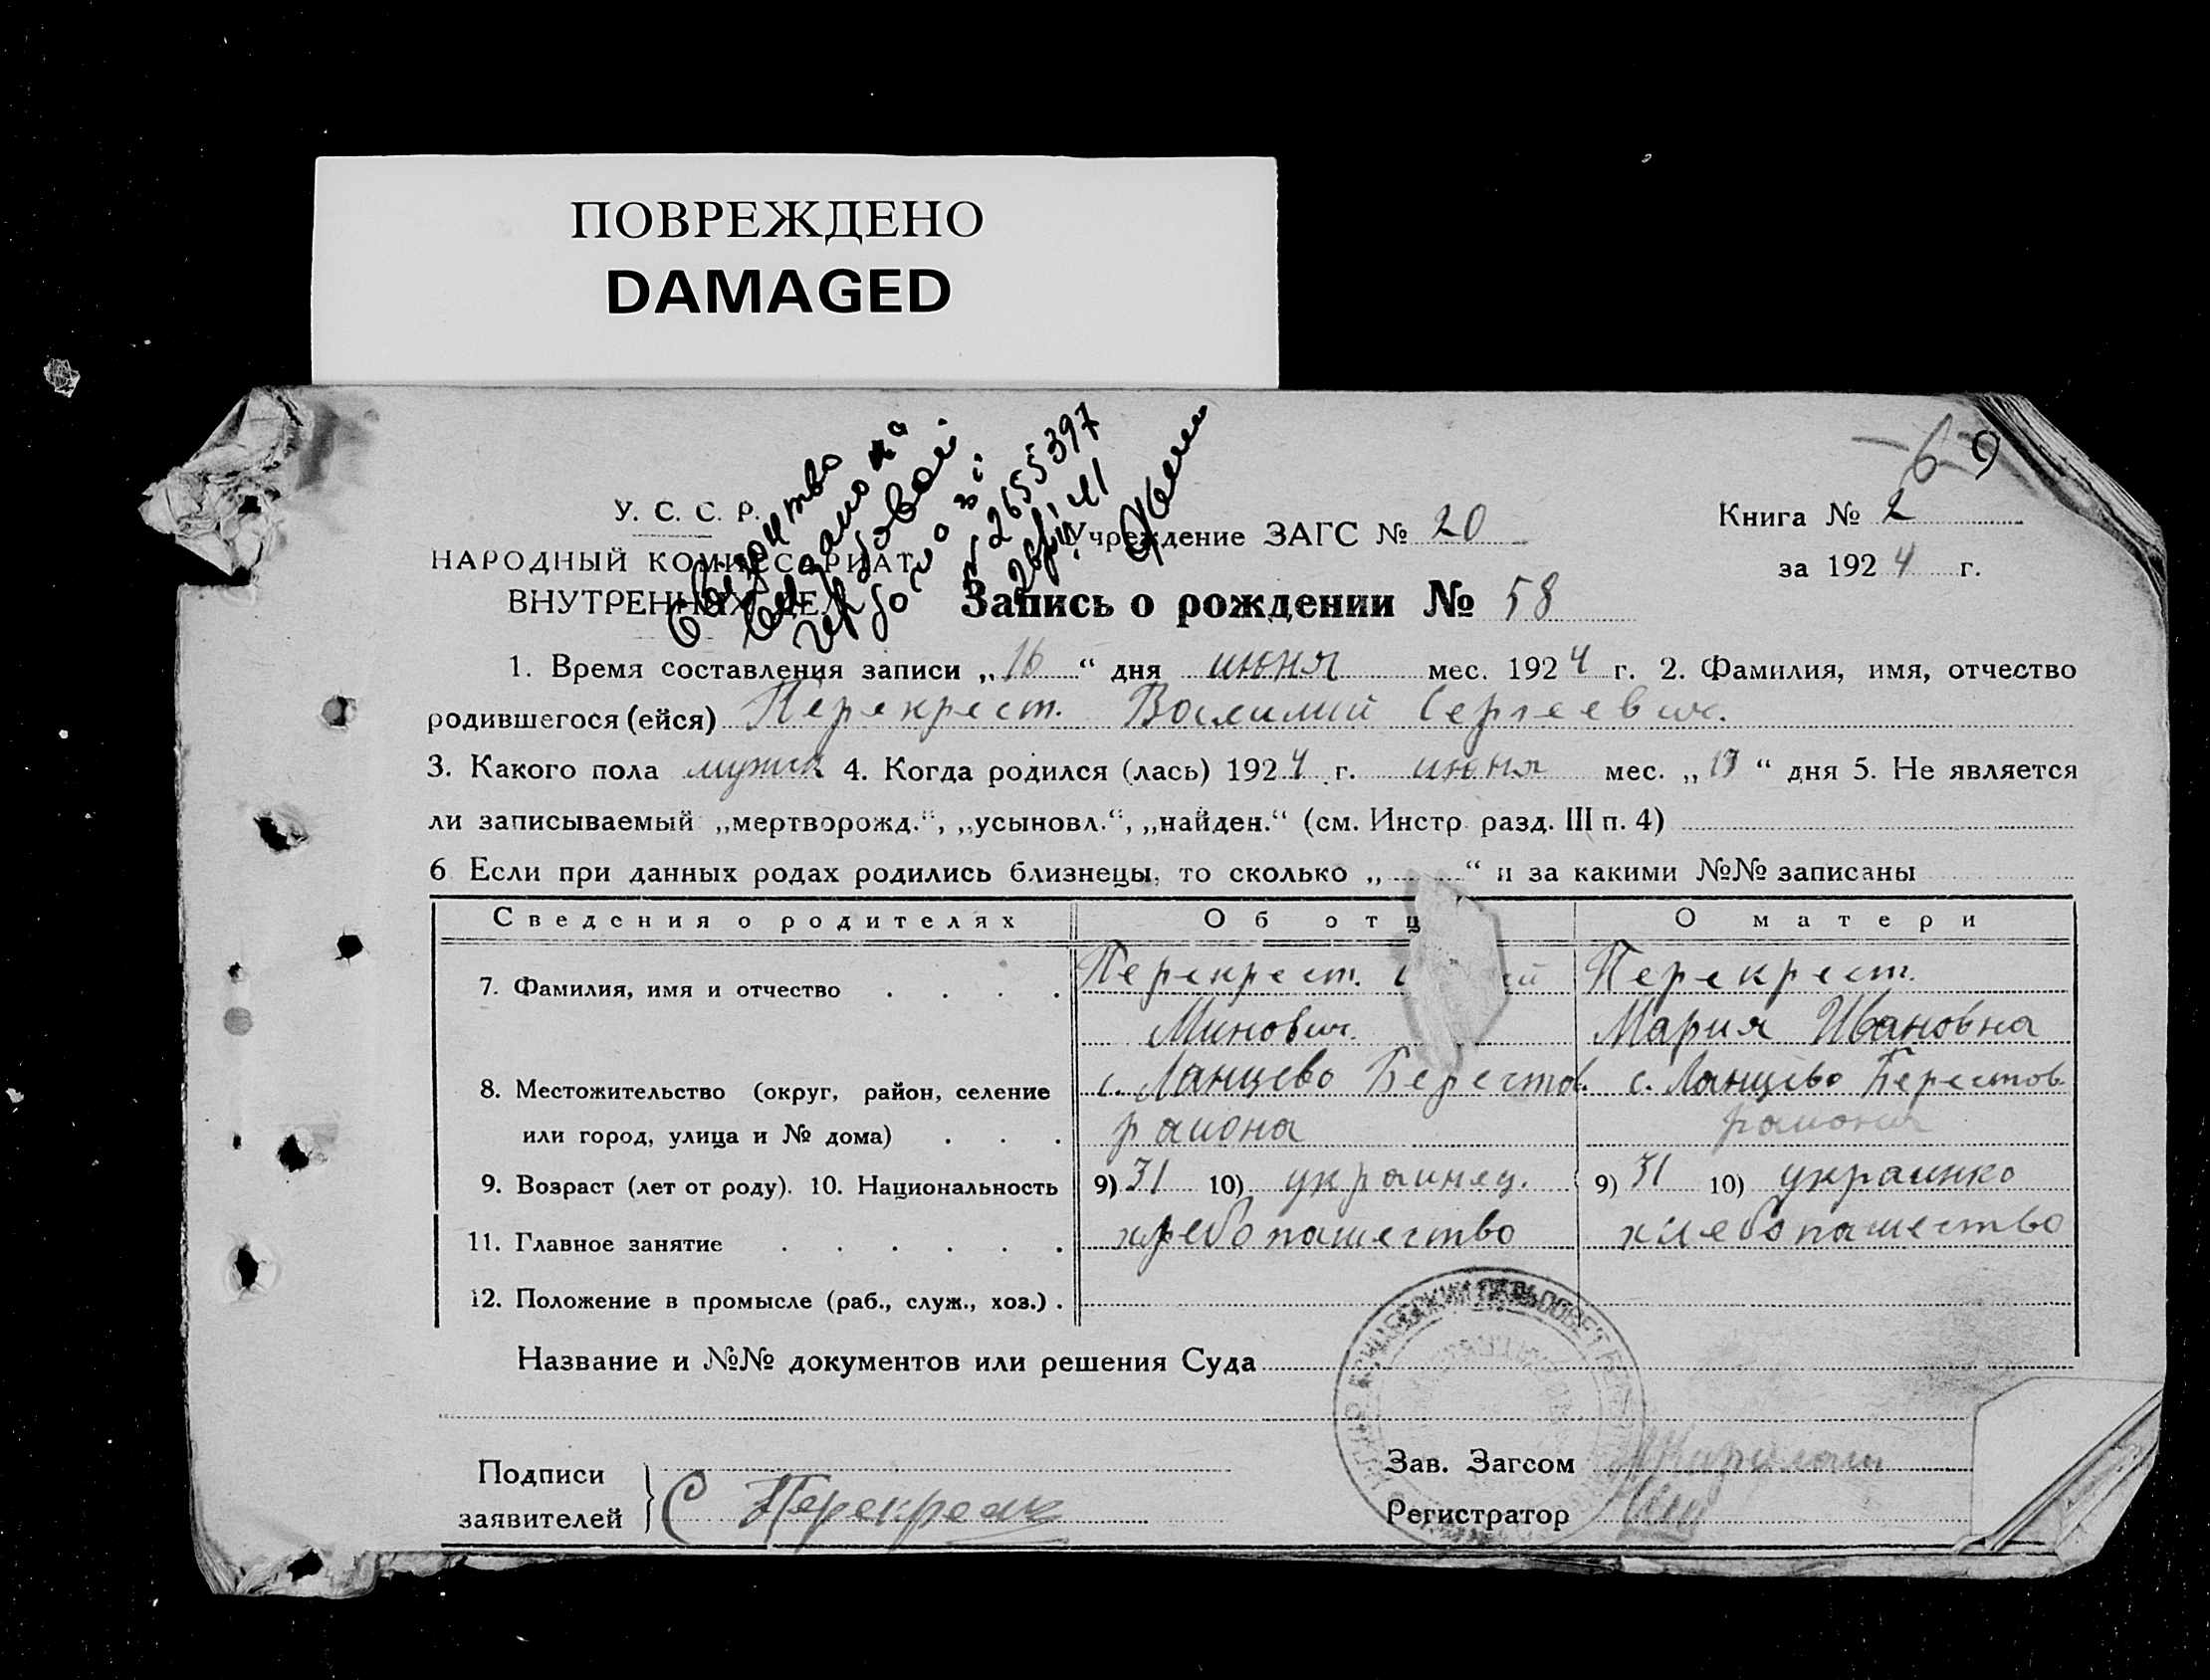 ПОВРЕЖДЕНО
DAMAGED
69
У. С. С. Р.
НАРОДНЫЙ КОМИССАРИАТ
ВНУТРЕННИХ ДЕЛ
Учреждение ЗАГС № 20
Книга № 2
за 1924 г.
Запись о рождении № 58
1. Время составления записи „16“ дня июня мес. 1924 г. 2. Фамилия, имя, отчество
родившегося (ейся) Перекрест. Василий Сергеевич.
3. Какого пола мужск 4. Когда родился (лась) 1924 г. июня мес. „13“ дня 5. Не является
ли записываемый „мертворожд.“, „усыновл.“, „найден.“ (см. Инстр. разд. III п. 4)
6 Если при данных родах родились близнецы, то сколько „ “ и за какими №№ записаны
Сведения о родителях Об отц О матери
7. Фамилия, имя и отчество Перекрест. Перекрест.
Минович. Мария Ивановна
8. Местожительство (округ, район, селение с. Ланцево Берестов. с. Ланцево Берестов.
или город, улица и № дома) района района
9. Возраст (лет от роду). 10. Национальность 9) 31 10) украинец. 9) 31 10) украинка
11. Главное занятие хлебопашество хлебопашество
12. Положение в промысле (раб., служ., хоз.).
Название и №№ документов или решения Суда
Подписи
заявителей С Перекрест
Зав. Загсом
Регистратор